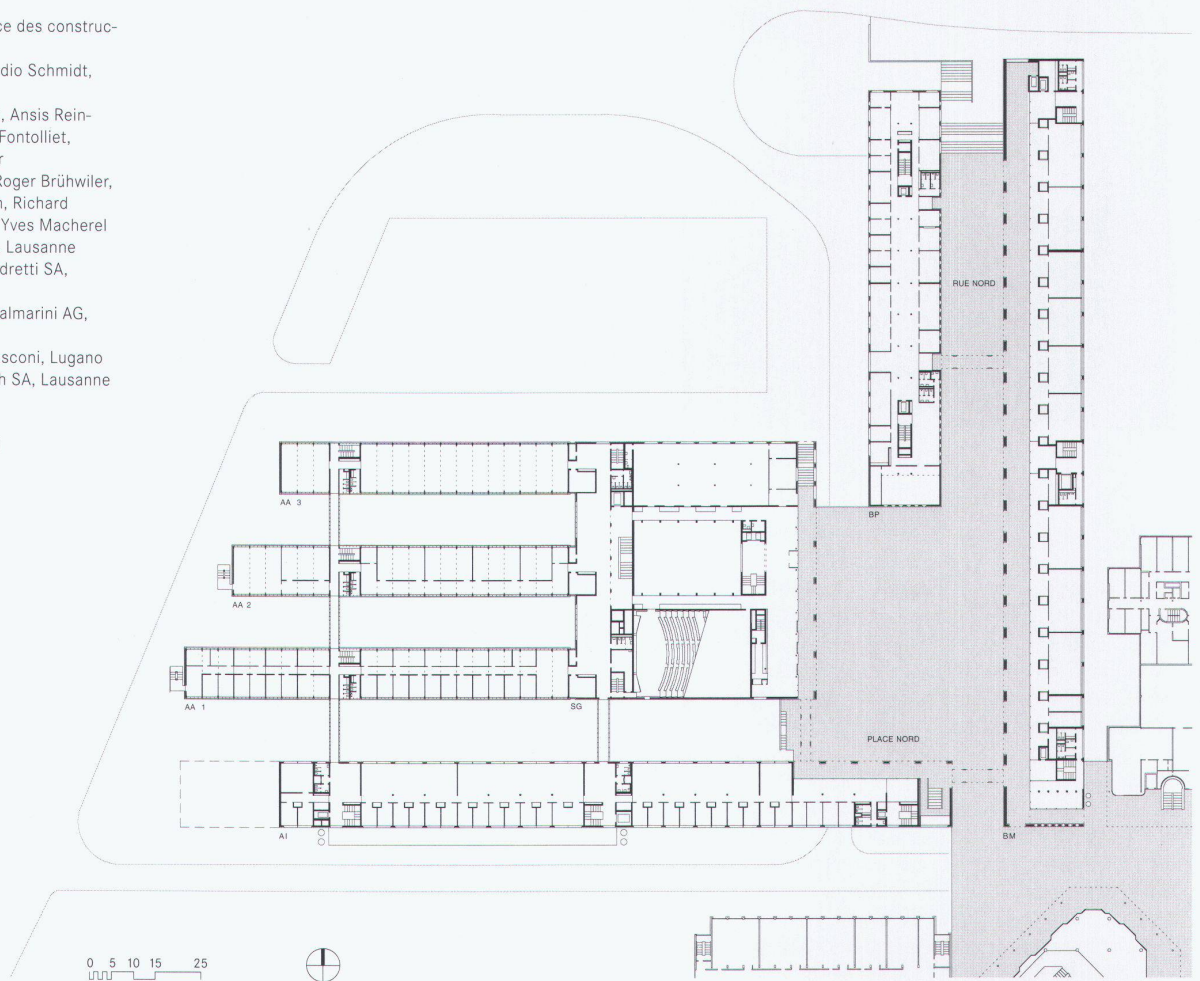 ce des construc-
dio Schmidt,
, Ansis Rein-
Fontolliet,
r
Roger Brühwiler,
n, Richard
Yves Macherel
, Lausanne
dretti SA,
almarini AG,
sconi, Lugano
h SA, Lausanne
RUE NORD
AA 3
BP
AA 2
AA 1
SG
PLACE NORD
AI
BM
0 5 10 15 25